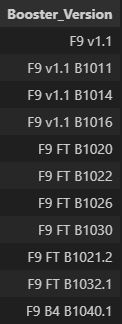 Booster_Version
F9 v1.1
F9 v1.1 B1011
F9 v1.1 B1014
F9 v1.1 B1016
F9 FT B1020
F9 FT B1022
F9 FT B1026
F9 FT B1030
F9 FT B1021.2
F9 FT B1032.1
F9 B4 B1040.1